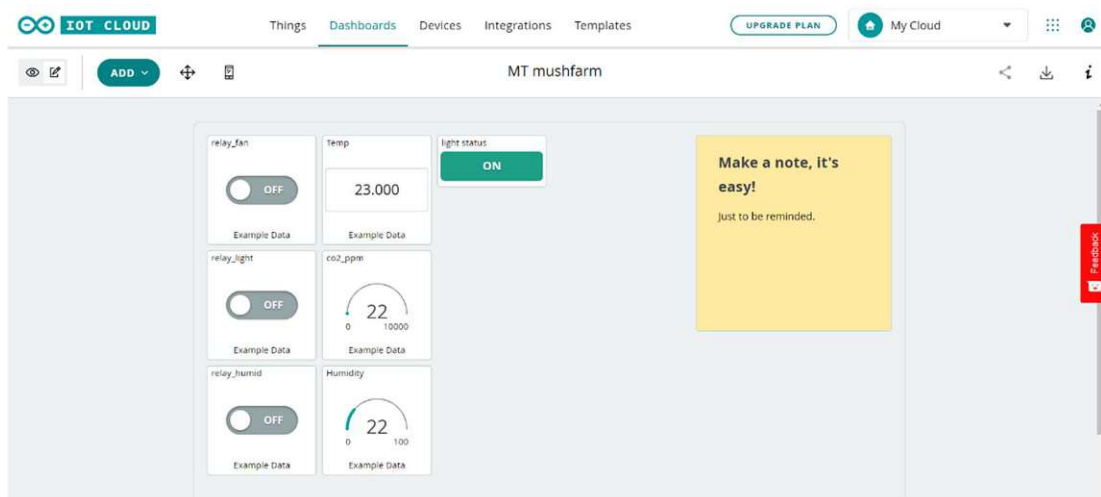 IOT CLOUD
Things Dashboards Devices Integrations Templates
UPGRADE PLAN
My Cloud
ADD
MT mushfarm
i
relay_fan
OFF
Example Data
Temp
23.000
Example Data
light status
ON
Make a note, it's
easy!
Just to be reminded.
relay_light
OFF
Example Data
co2_ppm
22
0 10000
Example Data
relay_humid
OFF
Example Data
Humidity
22
0 100
Example Data
Feedback